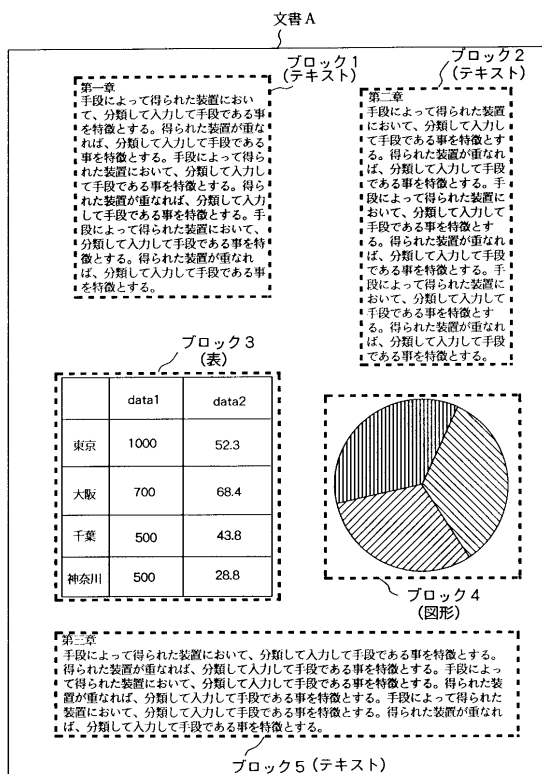 文書A
ブロック1
(テキスト)
第一章
手段によって得られた装置におい
て、分類して入力して手段である事
を特徴とする。得られた装置が重な
れば、分類して入力して手段である
事を特徴とする。手段によって得ら
れた装置において、分類して入力し
て手段である事を特徴とする。得ら
れた装置が重なれば、分類して入力
して手段である事を特徴とする。手
段によって得られた装置において、
分類して入力して手段である事を特
徴とする。得られた装置が重なれ
ば、分類して入力して手段である事
を特徴とする。
ブロック2
(テキスト)
第二章
手段によって得られた装置
において、分類して入力し
て手段である事を特徴とす
る。得られた装置が重なれ
ば、分類して入力して手段
である事を特徴とする。手
段によって得られた装置に
おいて、分類して入力して
手段である事を特徴とす
る。得られた装置が重なれ
ば、分類して入力して手段
である事を特徴とする。手
段によって得られた装置に
おいて、分類して入力して
手段である事を特徴とす
る。得られた装置が重なれ
ば、分類して入力して手段
である事を特徴とする。
ブロック3
(表)
data1 data2
東京 1000 52.3
大阪 700 68.4
千葉 500 43.8
神奈川 500 28.8
ブロック4
(図形)
第三章
手段によって得られた装置において、分類して入力して手段である事を特徴とする。
得られた装置が重なれば、分類して入力して手段である事を特徴とする。手段によっ
て得られた装置において、分類して入力して手段である事を特徴とする。得られた装
置が重なれば、分類して入力して手段である事を特徴とする。手段によって得られた
装置において、分類して入力して手段である事を特徴とする。得られた装置が重なれ
ば、分類して入力して手段である事を特徴とする。
ブロック5(テキスト)